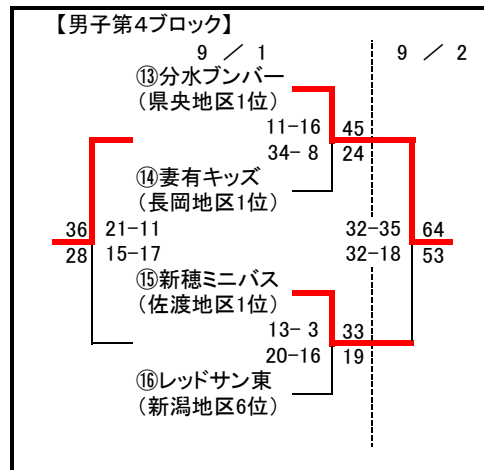 【男子第4ブロック】
9 ／ 1
9 ／ 2
⑬分水ブンバー
(県央地区1位)
11-16 45
34- 8 24
⑭妻有キッズ
(長岡地区1位)
36 21-11 32-35 64
28 15-17 32-18 53
⑮新穂ミニバス
(佐渡地区1位)
13- 3 33
20-16 19
⑯レッドサン東
(新潟地区6位)